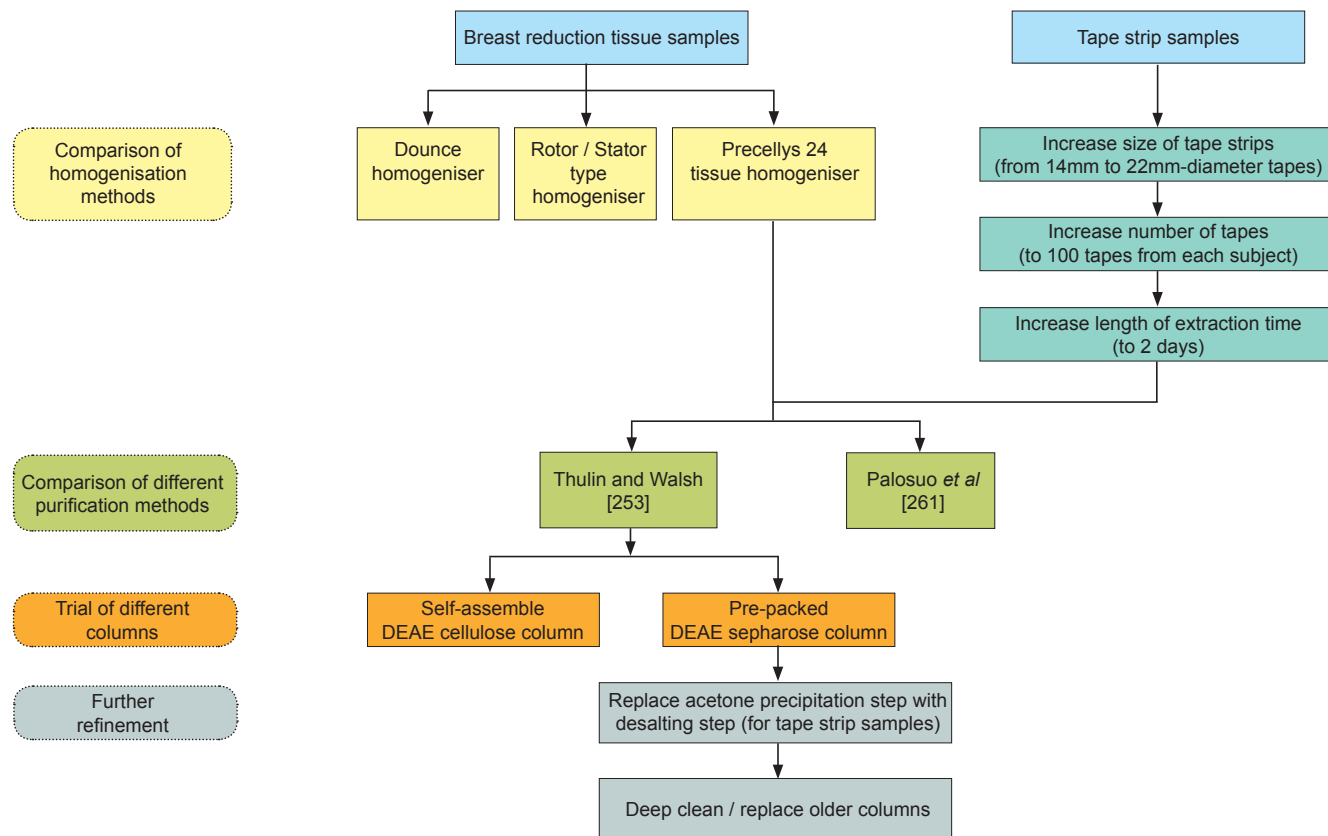 Breast reduction tissue samples
Tape strip samples
Comparison of
homogenisation
methods
Dounce
homogeniser
Rotor / Stator
type
homogeniser
Precellys 24
tissue homogeniser
Increase size of tape strips
(from 14mm to 22mm-diameter tapes)
Increase number of tapes
(to 100 tapes from each subject)
Increase length of extraction time
(to 2 days)
Comparison of different
purification methods
Thulin and Walsh
[253]
Palosuo et al
[261]
Trial of different
columns
Self-assemble
DEAE cellulose column
Pre-packed
DEAE sepharose column
Further
refinement
Replace acetone precipitation step with
desalting step (for tape strip samples)
Deep clean / replace older columns